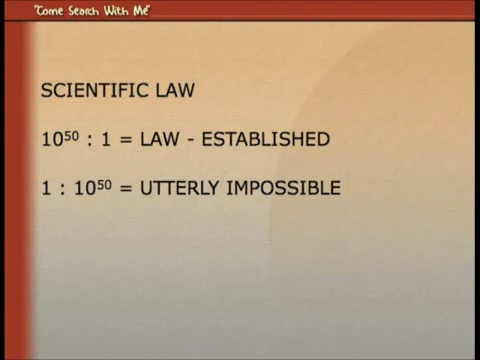 "Come Search With Me"
SCIENTIFIC LAW
10⁵⁰ : 1 = LAW - ESTABLISHED
1 : 10⁵⁰ = UTTERLY IMPOSSIBLE